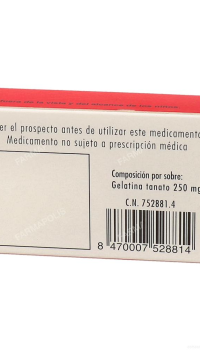 er el prospecto antes de utilizar este medicamento
Medicamento no sujeto a prescripción médica
Composición por sobre:
Gelatina tanato 250 mg
C.N. 752881.4
8 470007 528814